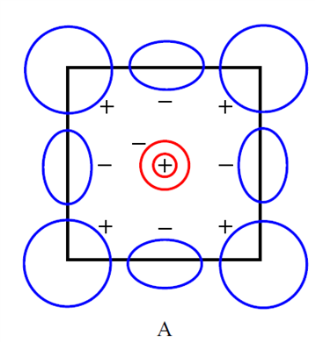 + − +
−
− + −
+ − +
A